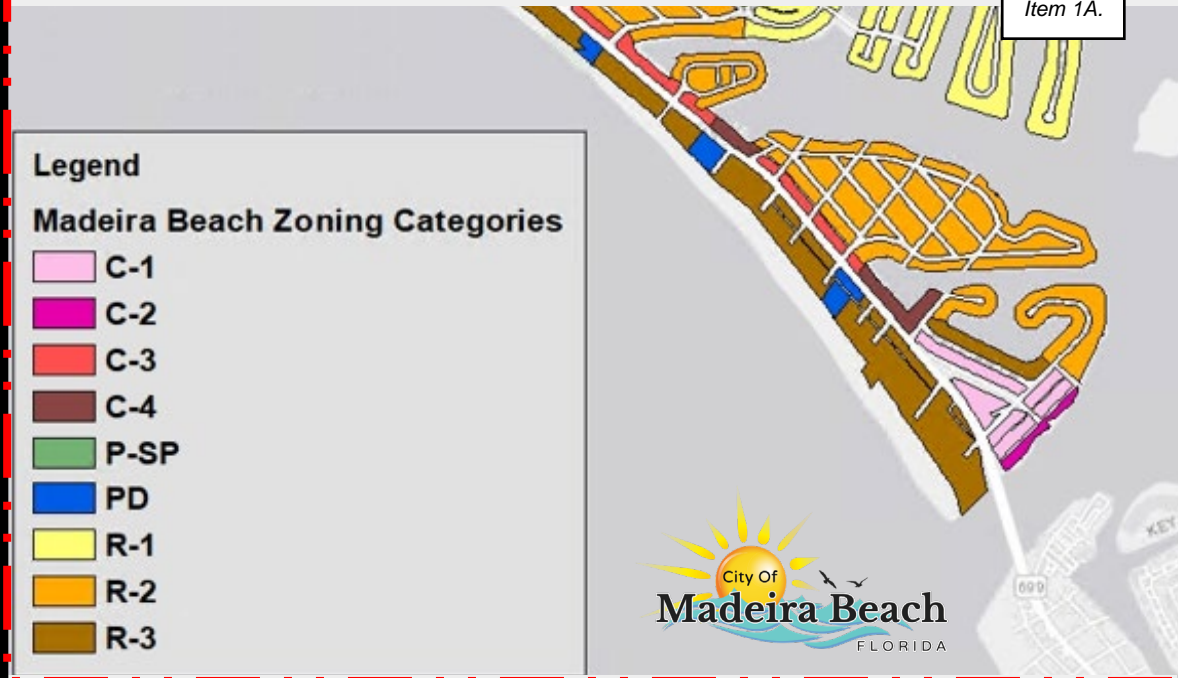 Item 1A.
Legend
Madeira Beach Zoning Categories
C-1
C-2
C-3
C-4
P-SP
PD
R-1
R-2
R-3
City Of
Madeira Beach
FLORIDA
699
KEY